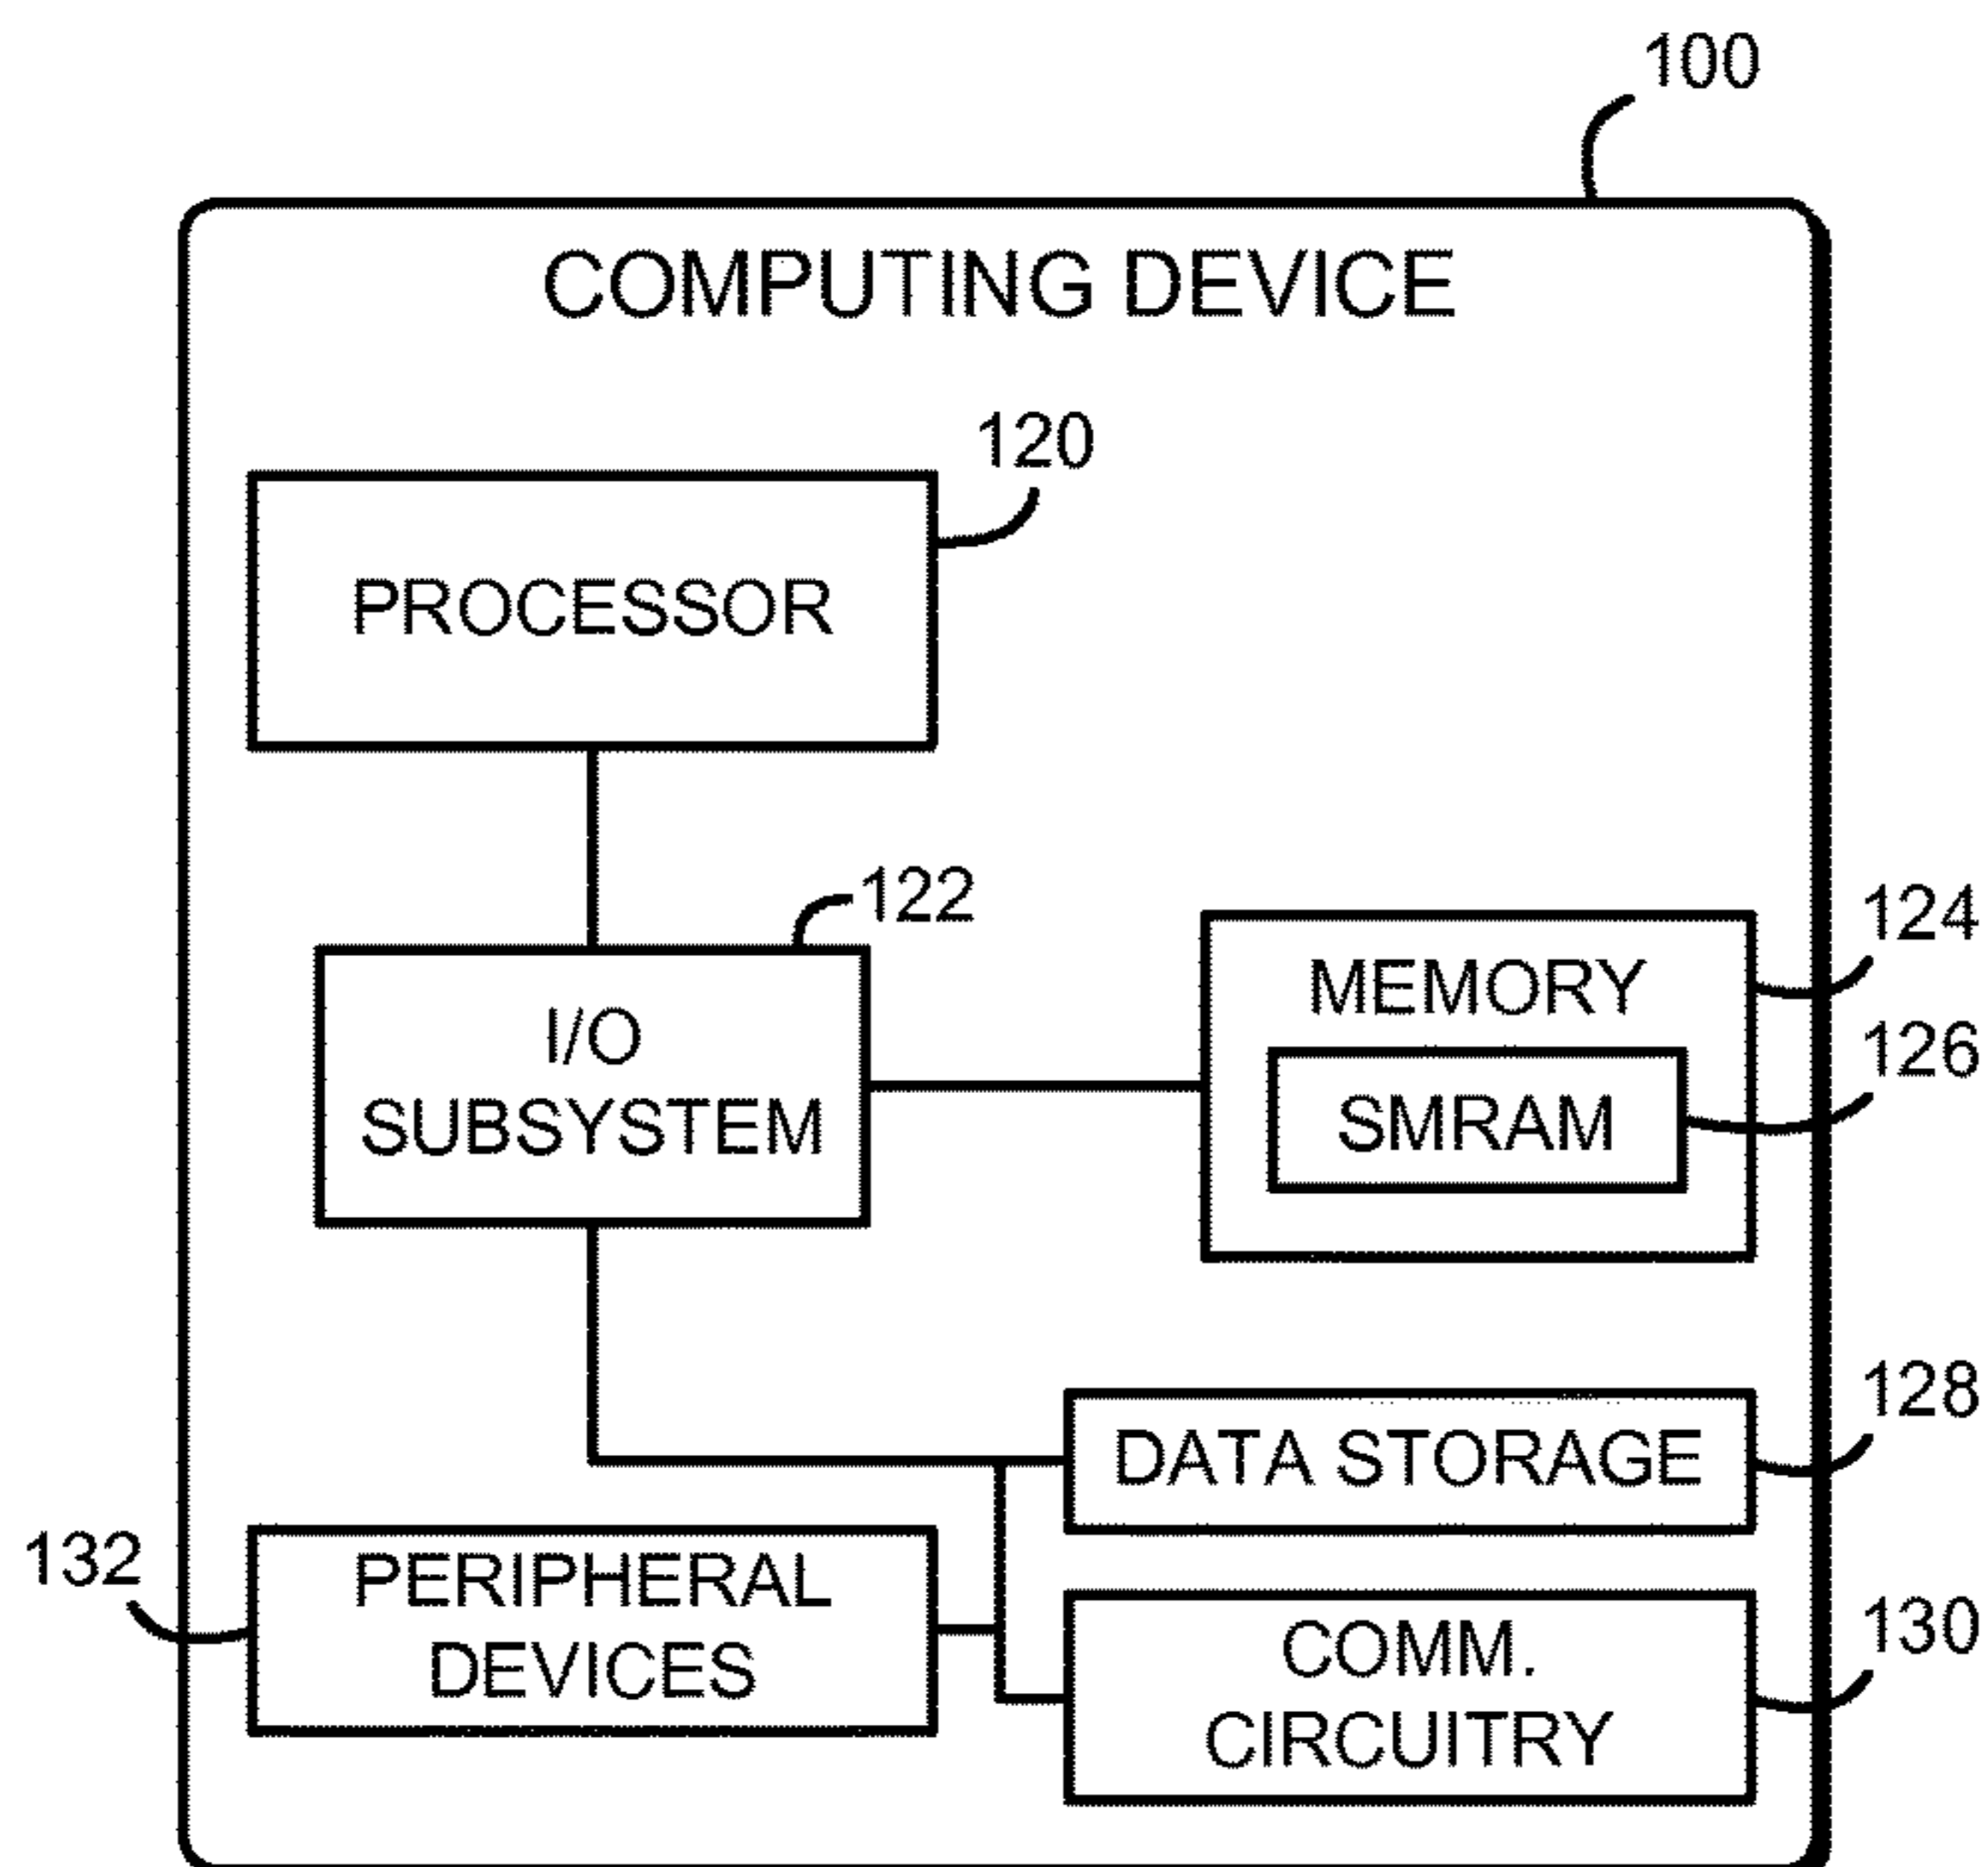 100
COMPUTING DEVICE
120
PROCESSOR
122
I/O
SUBSYSTEM
124
MEMORY
126
SMRAM
128
DATA STORAGE
132
PERIPHERAL
DEVICES
130
COMM.
CIRCUITRY